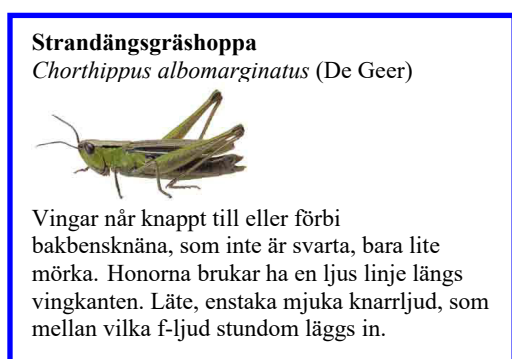 Strandängsgräshoppa
Chorthippus albomarginatus (De Geer)
Vingar når knappt till eller förbi
bakbensknäna, som inte är svarta, bara lite
mörka. Honorna brukar ha en ljus linje längs
vingkanten. Läte, enstaka mjuka knarrljud, som
mellan vilka f-ljud stundom läggs in.